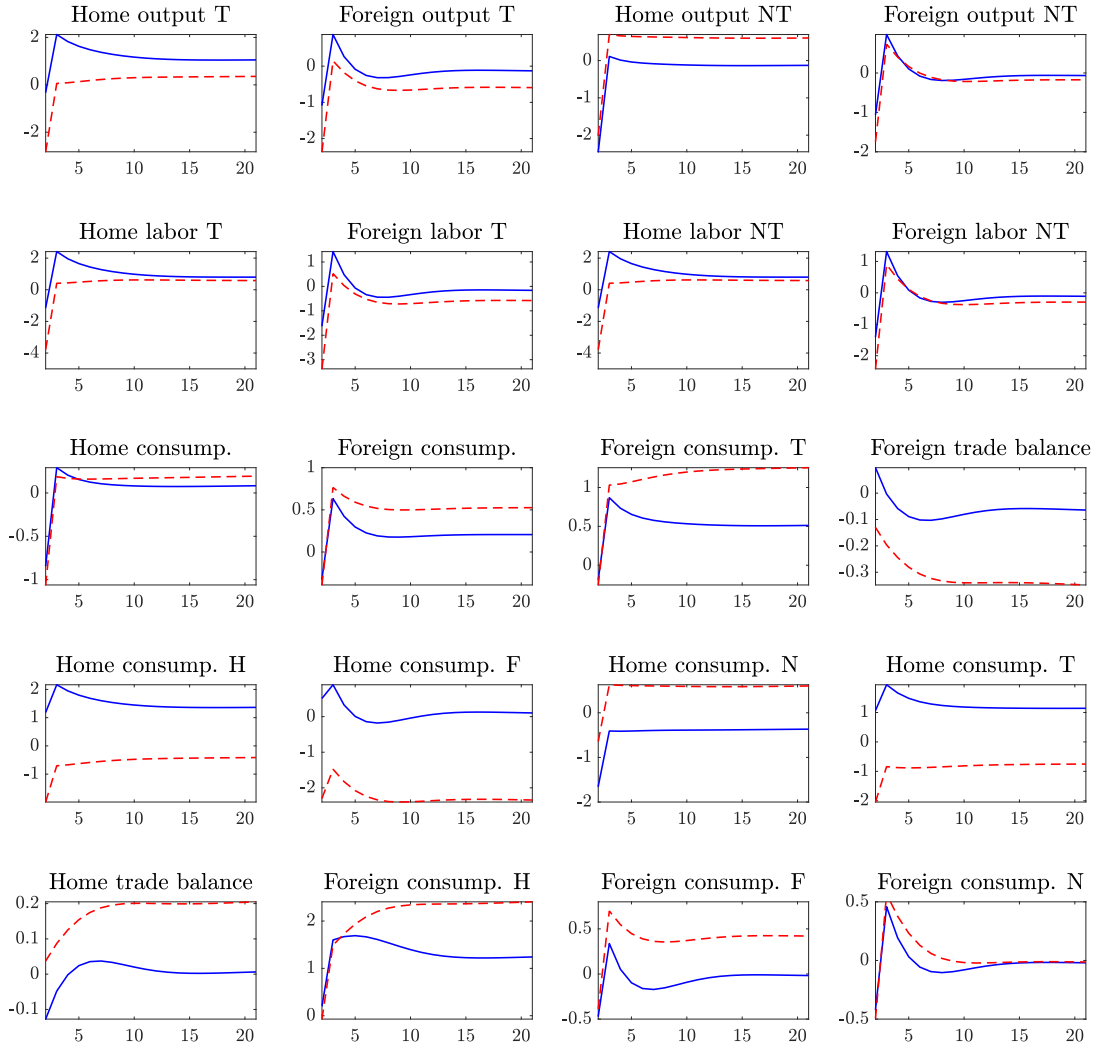 Home output T
Foreign output T
Home output NT
Foreign output NT
2
0
-2
5 10 15 20
0
-1
-2
5 10 15 20
0
-1
-2
5 10 15 20
0
-1
-2
5 10 15 20
Home labor T
Foreign labor T
Home labor NT
Foreign labor NT
2
0
-2
-4
5 10 15 20
1
0
-1
-2
-3
5 10 15 20
2
0
-2
-4
5 10 15 20
1
0
-1
-2
5 10 15 20
Home consump.
Foreign consump.
Foreign consump. T
Foreign trade balance
0
-0.5
-1
5 10 15 20
1
0.5
0
5 10 15 20
1
0.5
0
5 10 15 20
0
-0.1
-0.2
-0.3
5 10 15 20
Home consump. H
Home consump. F
Home consump. N
Home consump. T
2
1
0
-1
5 10 15 20
0
-1
-2
5 10 15 20
0
-1
-2
5 10 15 20
1
0
-1
-2
5 10 15 20
Home trade balance
Foreign consump. H
Foreign consump. F
Foreign consump. N
0.2
0.1
0
-0.1
5 10 15 20
2
1
0
5 10 15 20
0.5
0
-0.5
5 10 15 20
0.5
0
-0.5
5 10 15 20